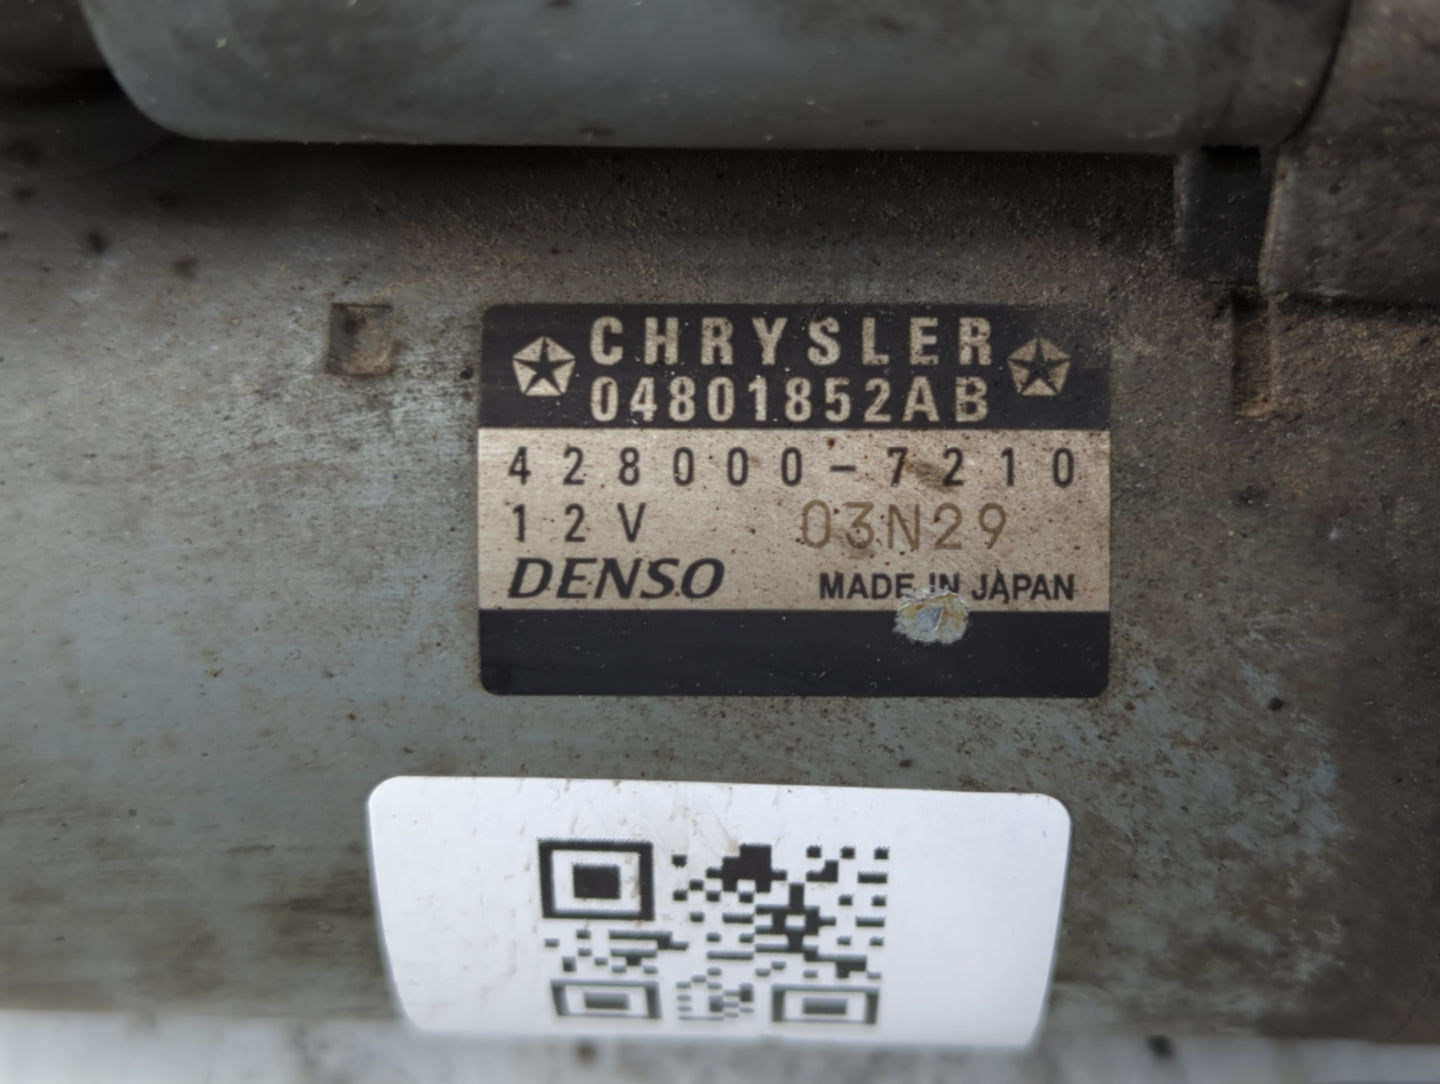 CHRYSLER
04801852AB
428000-7210
12V 03N29
DENSO MADE IN JAPAN